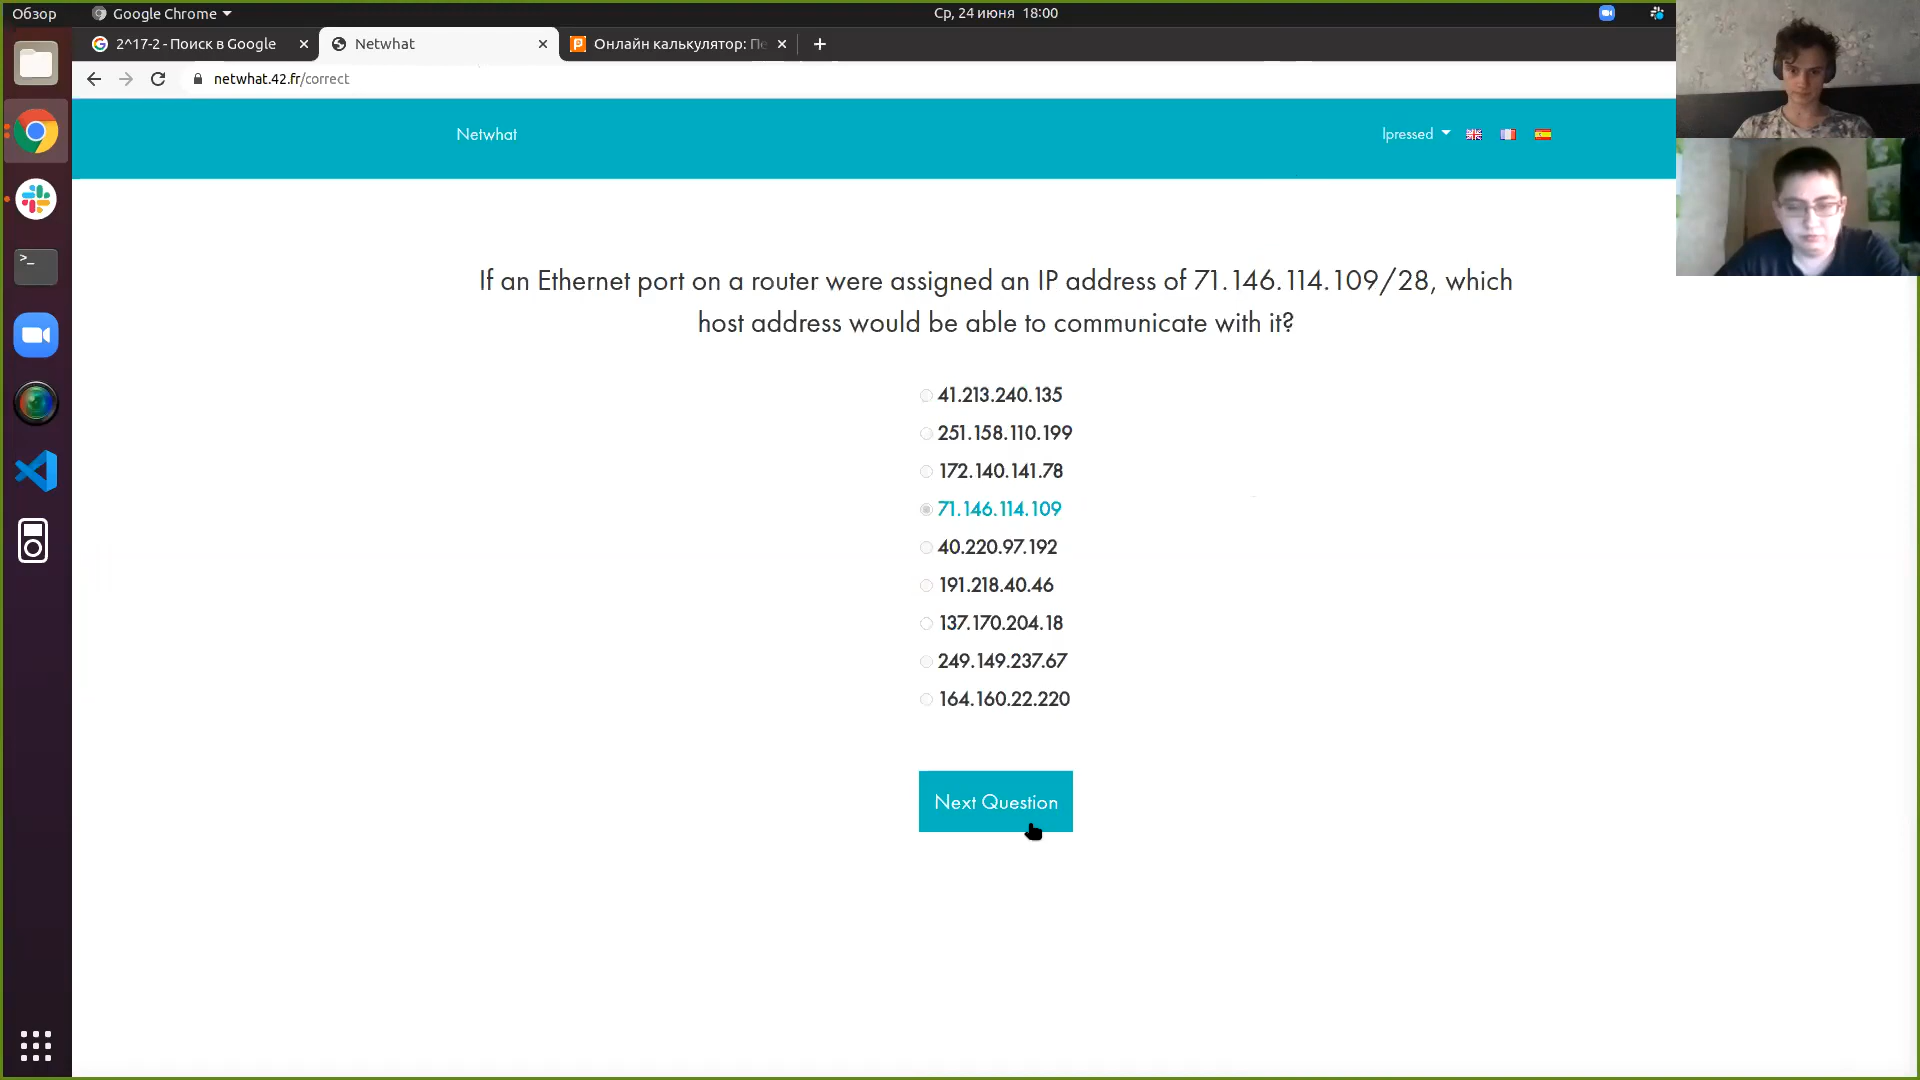 Обзор
Google Chrome
Ср, 24 июня 18:00
2^17-2 - Поиск в Google
Netwhat
Онлайн калькулятор: Пе
netwhat.42.fr/correct
Netwhat
lpressed
If an Ethernet port on a router were assigned an IP address of 71.146.114.109/28, which
host address would be able to communicate with it?
41.213.240.135
251.158.110.199
172.140.141.78
71.146.114.109
40.220.97.192
191.218.40.46
137.170.204.18
249.149.237.67
164.160.22.220
Next Question